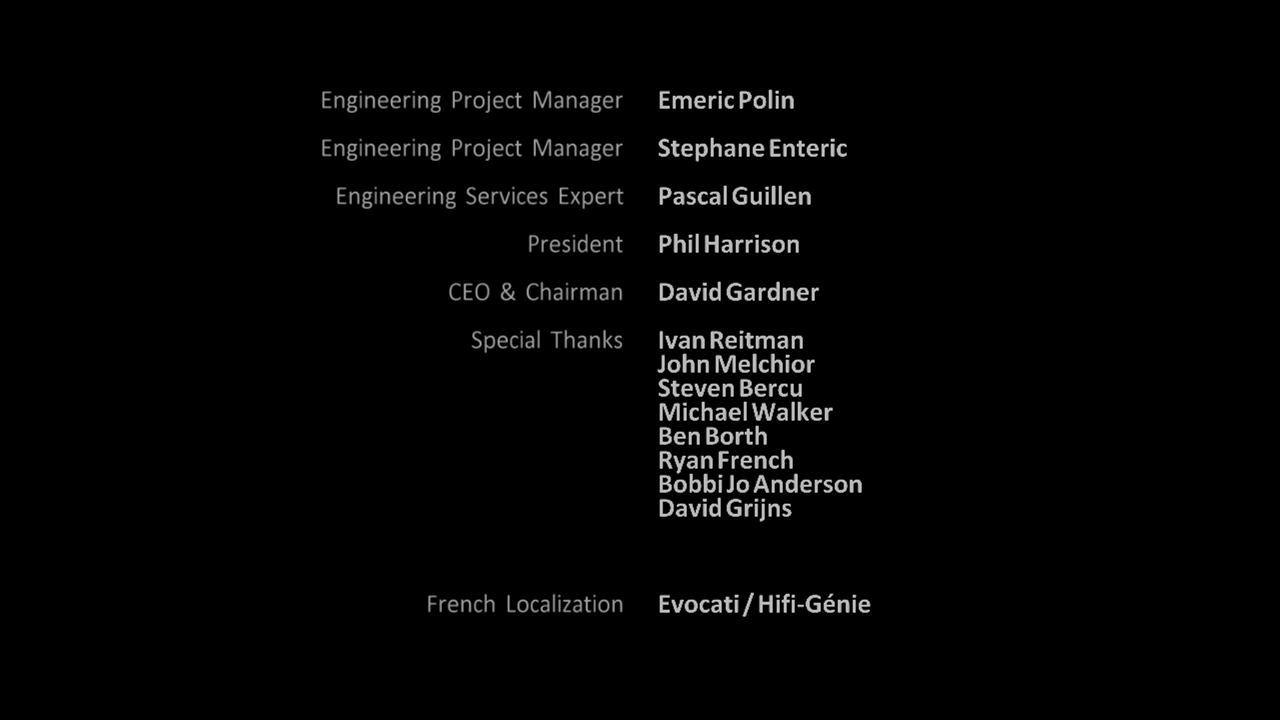 Engineering Project Manager Emeric Polin
Engineering Project Manager Stephane Enteric
Engineering Services Expert Pascal Guillen
President Phil Harrison
CEO & Chairman David Gardner
Special Thanks Ivan Reitman
John Melchior
Steven Bercu
Michael Walker
Ben Borth
Ryan French
Bobbi Jo Anderson
David Grijns
French Localization Evocati / Hifi-Génie